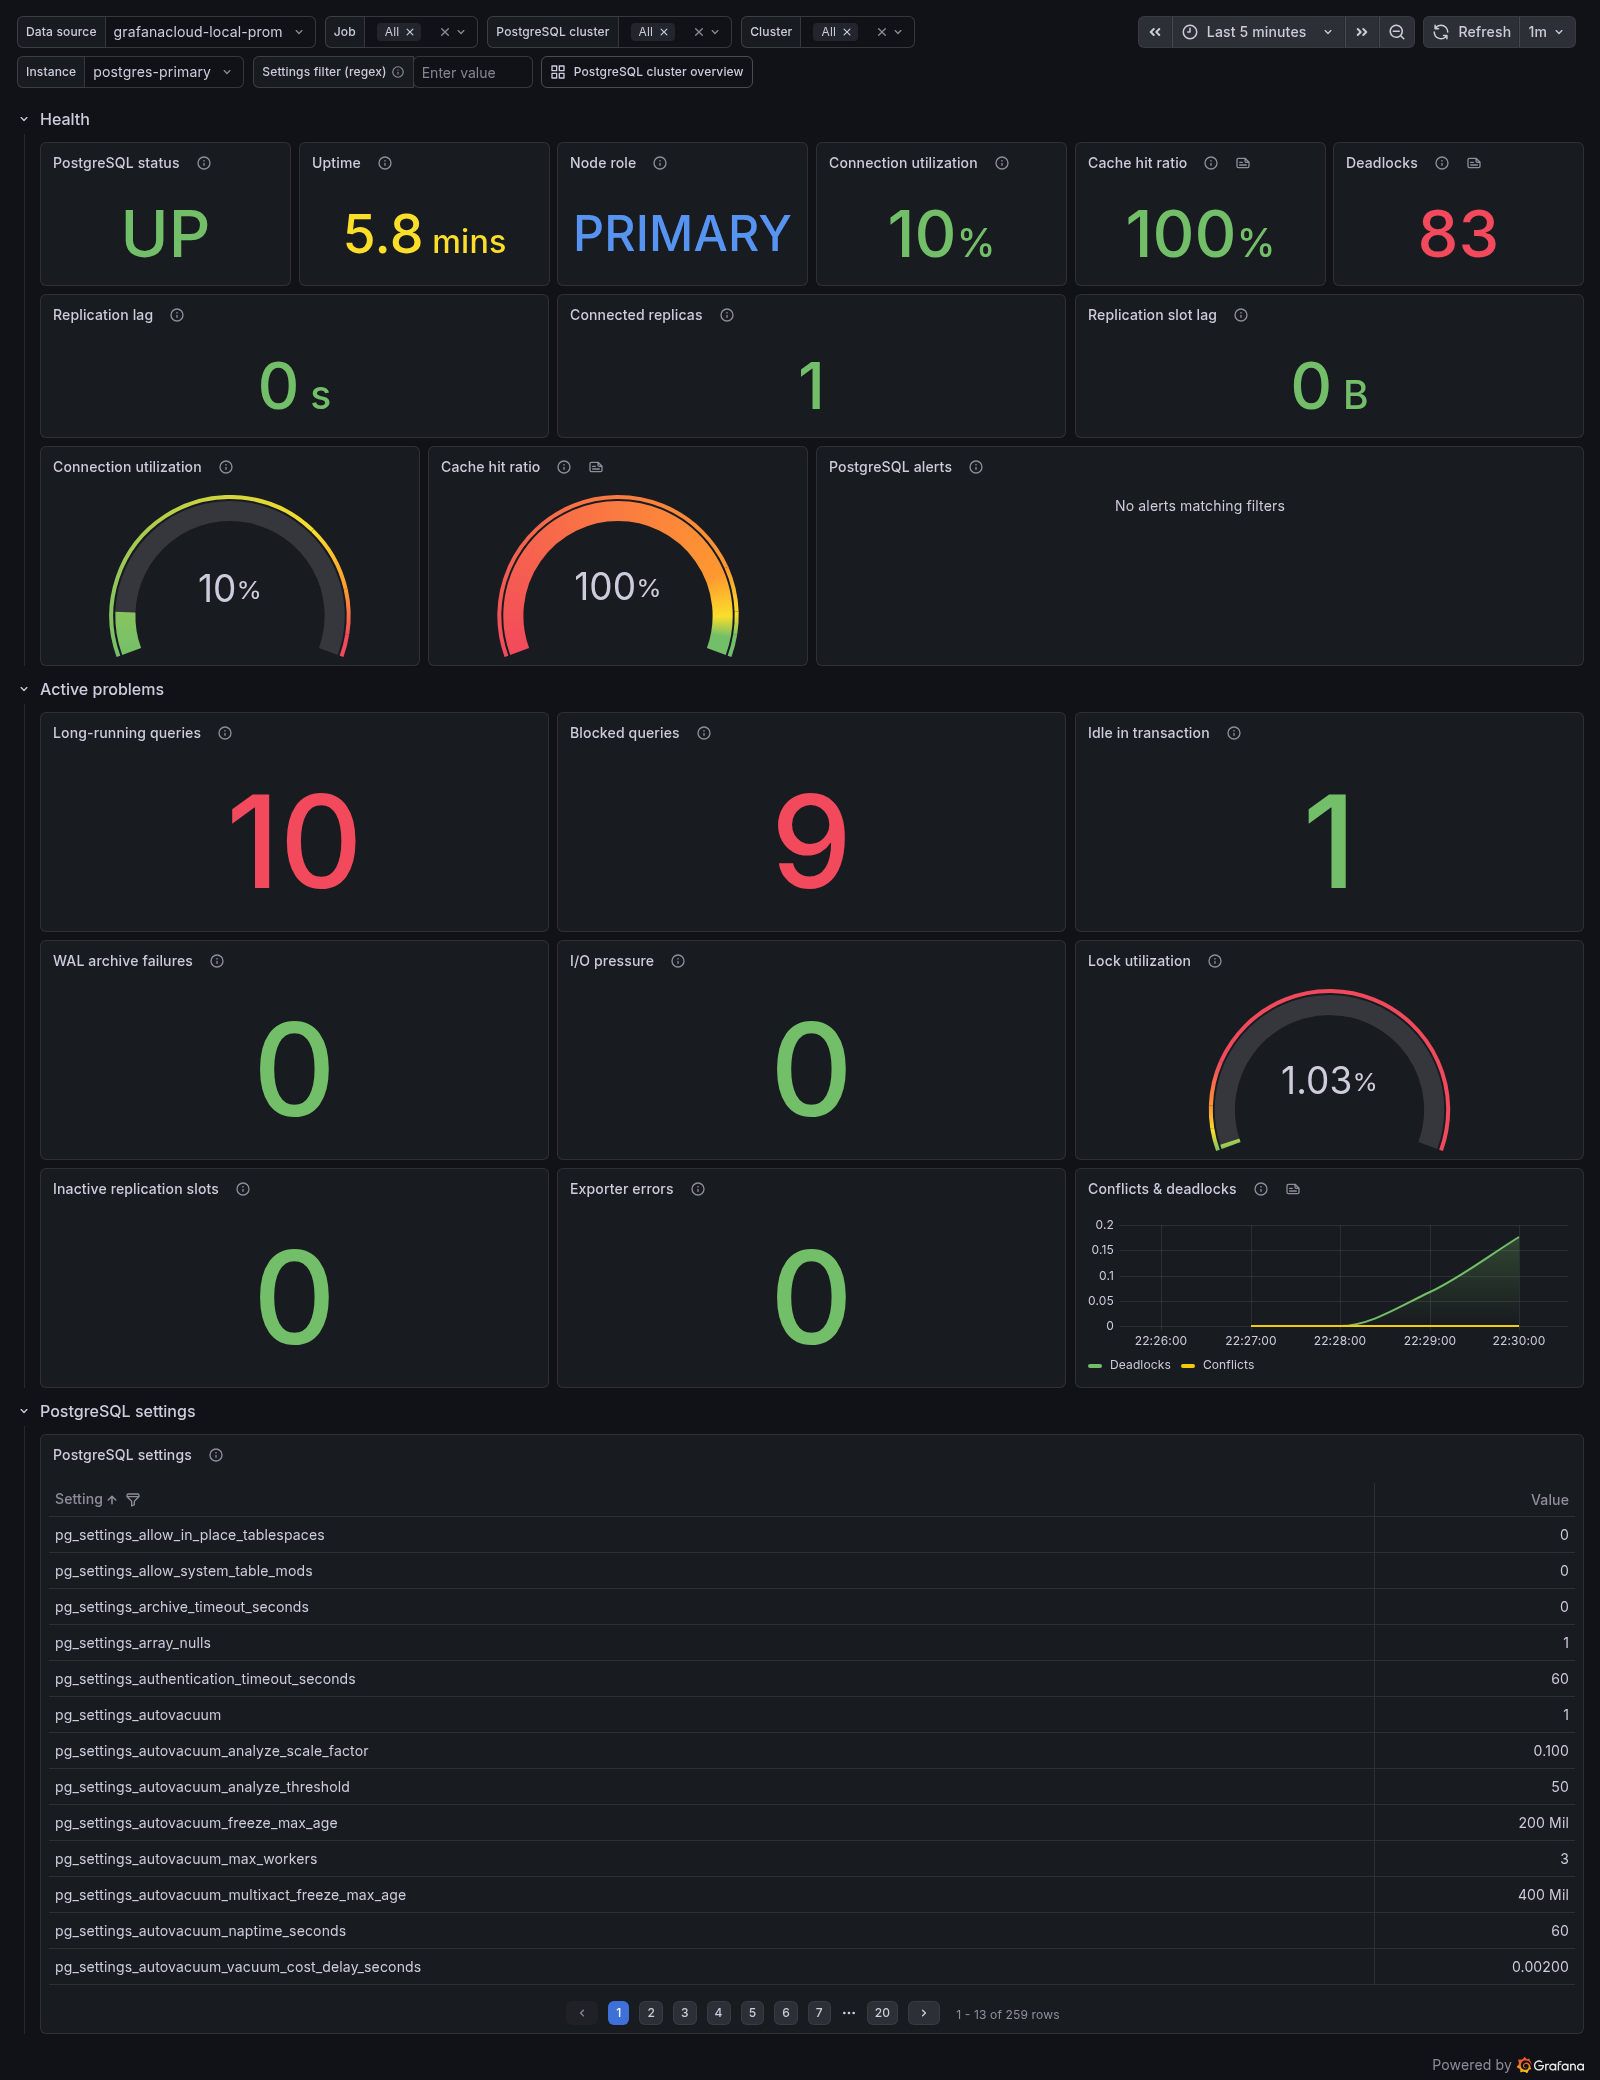 Data source grafanacloud-local-prom Job All PostgreSQL cluster All Cluster All Last 5 minutes Refresh 1m
Instance postgres-primary Settings filter (regex) Enter value PostgreSQL cluster overview
Health
PostgreSQL status Uptime Node role Connection utilization Cache hit ratio Deadlocks
UP 5.8 mins PRIMARY 10% 100% 83
Replication lag Connected replicas Replication slot lag
0 s 1 0 B
Connection utilization Cache hit ratio PostgreSQL alerts
No alerts matching filters
10% 100%
Active problems
Long-running queries Blocked queries Idle in transaction
10 9 1
WAL archive failures I/O pressure Lock utilization
0 0 1.03%
Inactive replication slots Exporter errors Conflicts & deadlocks
0 0
0.2
0.15
0.1
0.05
0
22:26:00 22:27:00 22:28:00 22:29:00 22:30:00
Deadlocks Conflicts
PostgreSQL settings
PostgreSQL settings
Setting Value
pg_settings_allow_in_place_tablespaces 0
pg_settings_allow_system_table_mods 0
pg_settings_archive_timeout_seconds 0
pg_settings_array_nulls 1
pg_settings_authentication_timeout_seconds 60
pg_settings_autovacuum 1
pg_settings_autovacuum_analyze_scale_factor 0.100
pg_settings_autovacuum_analyze_threshold 50
pg_settings_autovacuum_freeze_max_age 200 Mil
pg_settings_autovacuum_max_workers 3
pg_settings_autovacuum_multixact_freeze_max_age 400 Mil
pg_settings_autovacuum_naptime_seconds 60
pg_settings_autovacuum_vacuum_cost_delay_seconds 0.00200
1 2 3 4 5 6 7 ... 20 1 - 13 of 259 rows
Powered by Grafana